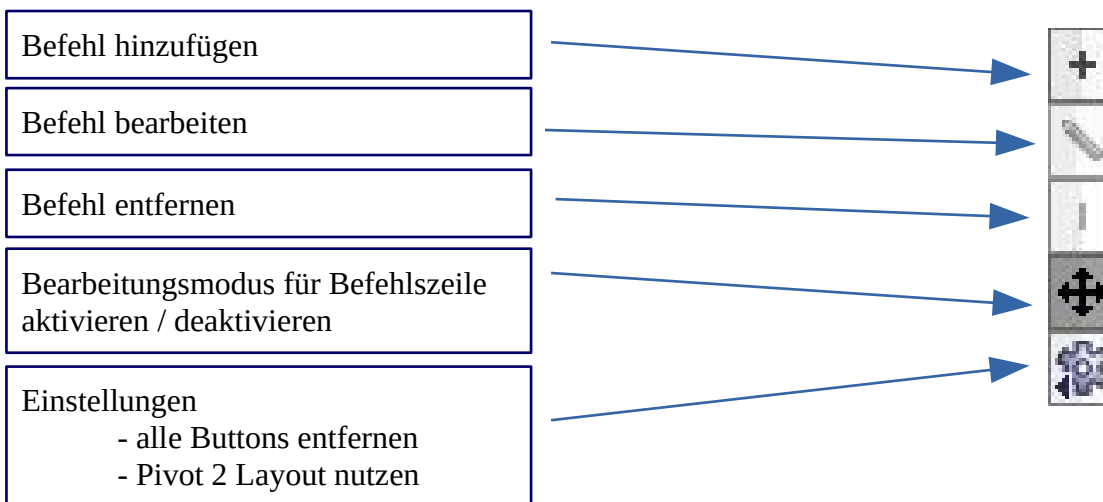 Befehl hinzufügen
Befehl bearbeiten
Befehl entfernen
Bearbeitungsmodus für Befehlszeile
aktivieren / deaktivieren
Einstellungen
- alle Buttons entfernen
- Pivot 2 Layout nutzen